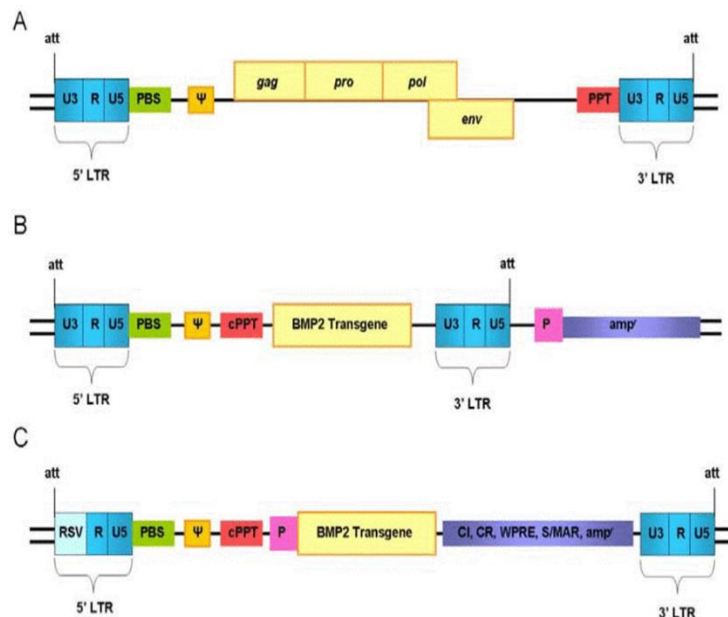 A
att
att
U3 R U5 PBS Ψ gag pro pol PPT U3 R U5
env
5' LTR
3' LTR
B
att
att
U3 R U5 PBS Ψ cPPT BMP2 Transgene U3 R U5 P ampʳ
5' LTR
3' LTR
C
att
att
RSV R U5 PBS Ψ cPPT P BMP2 Transgene CI, CR, WPRE, S/MAR, ampʳ U3 R U5
5' LTR
3' LTR